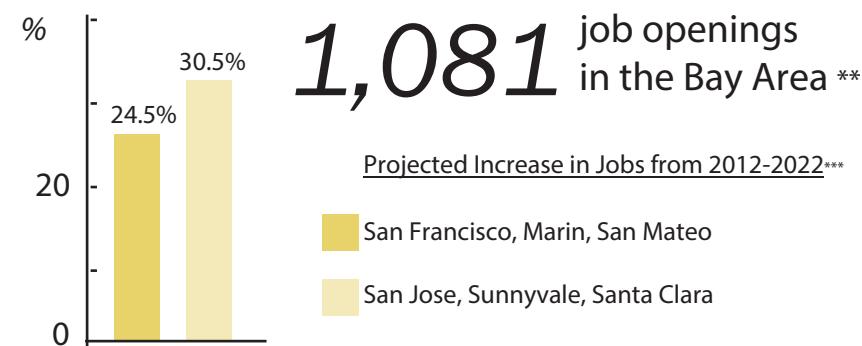 %
30.5%
24.5%
20
0
1,081
job openings
in the Bay Area **
Projected Increase in Jobs from 2012-2022***
San Francisco, Marin, San Mateo
San Jose, Sunnyvale, Santa Clara